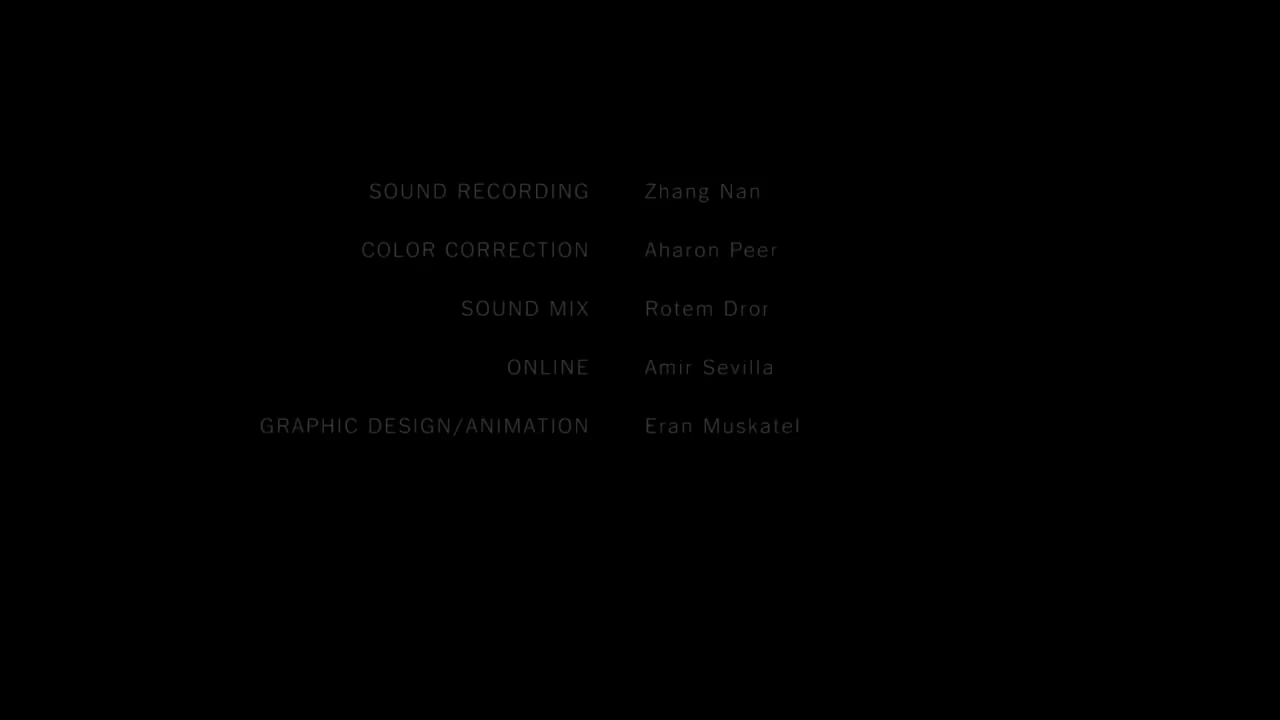 SOUND RECORDING Zhang Nan
COLOR CORRECTION Aharon Peer
SOUND MIX Rotem Dror
ONLINE Amir Sevilla
GRAPHIC DESIGN/ANIMATION Eran Muskatel